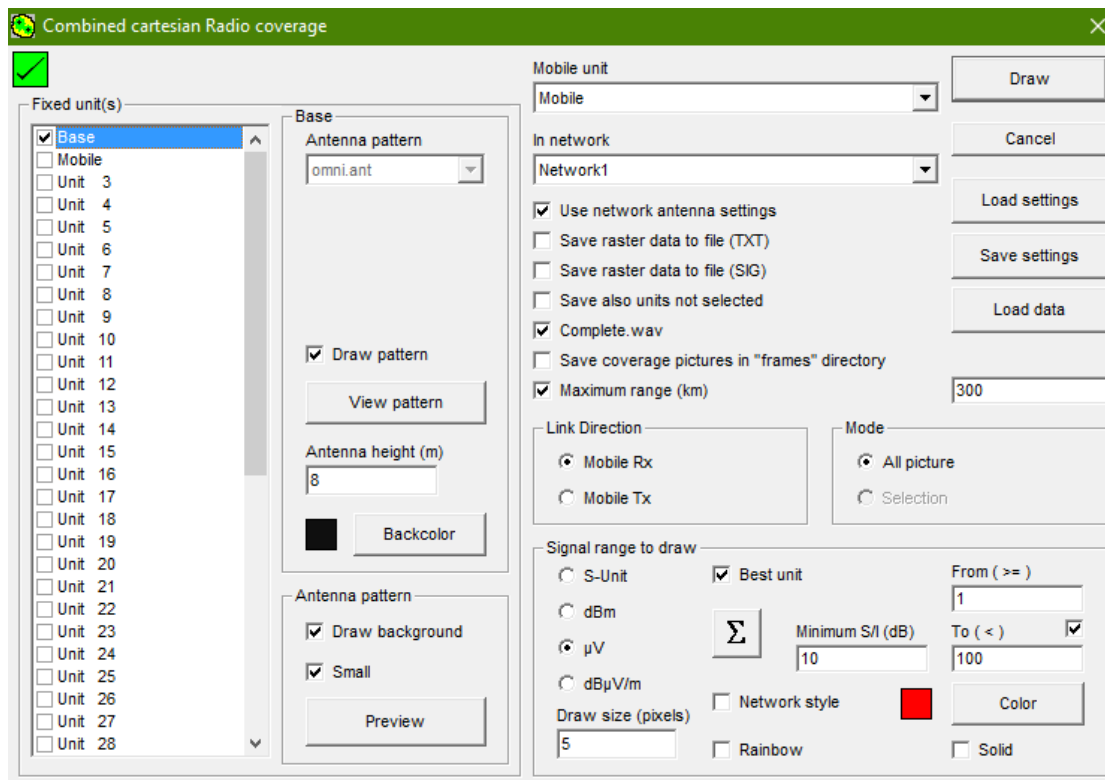 Combined cartesian Radio coverage
Fixed unit(s)
Base
Mobile
Unit 3
Unit 4
Unit 5
Unit 6
Unit 7
Unit 8
Unit 9
Unit 10
Unit 11
Unit 12
Unit 13
Unit 14
Unit 15
Unit 16
Unit 17
Unit 18
Unit 19
Unit 20
Unit 21
Unit 22
Unit 23
Unit 24
Unit 25
Unit 26
Unit 27
Unit 28
Base
Antenna pattern
omni.ant
Draw pattern
View pattern
Antenna height (m)
8
Backcolor
Antenna pattern
Draw background
Small
Preview
Mobile unit
Mobile
In network
Network1
Use network antenna settings
Save raster data to file (TXT)
Save raster data to file (SIG)
Save also units not selected
Complete.wav
Save coverage pictures in "frames" directory
Maximum range (km)
300
Draw
Cancel
Load settings
Save settings
Load data
Link Direction
Mobile Rx
Mobile Tx
Mode
All picture
Selection
Signal range to draw
S-Unit
dBm
µV
dBµV/m
Draw size (pixels)
5
Best unit
Σ
Minimum S/I (dB)
10
Network style
Rainbow
From ( >= )
1
To ( < )
100
Color
Solid